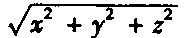 √(x² + y² + z²)